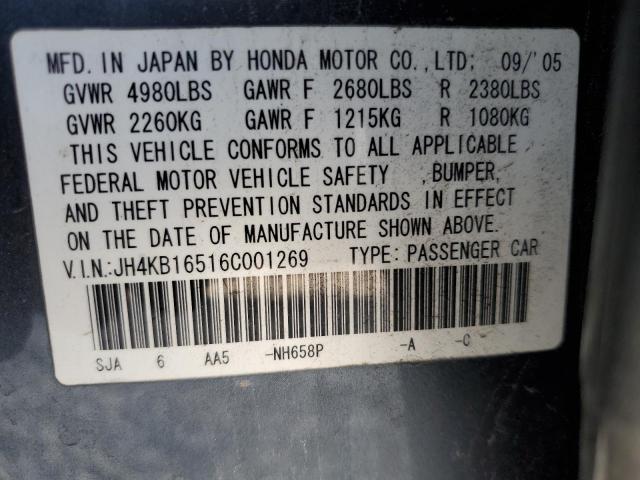 MFD. IN JAPAN BY HONDA MOTOR CO., LTD; 09/'05
GVWR 4980LBS GAWR F 2680LBS R 2380LBS
GVWR 2260KG GAWR F 1215KG R 1080KG
THIS VEHICLE CONFORMS TO ALL APPLICABLE
FEDERAL MOTOR VEHICLE SAFETY , BUMPER,
AND THEFT PREVENTION STANDARDS IN EFFECT
ON THE DATE OF MANUFACTURE SHOWN ABOVE.
V.I.N.:JH4KB16516C001269 TYPE: PASSENGER CAR
SJA 6 AA5 -NH658P -A -C